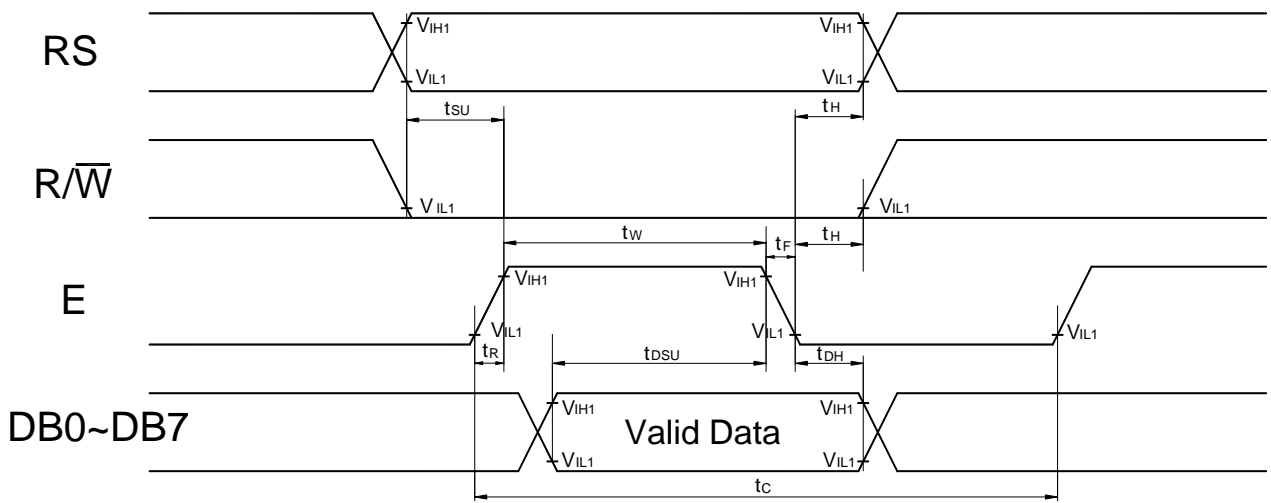 RS
VIH1
VIH1
VIL1
VIL1
tSU
tH
R/W̅
VIL1
VIL1
tW
tF
tH
E
VIH1
VIH1
VIL1
VIL1
VIL1
tR
tDSU
tDH
DB0~DB7
VIH1
Valid Data
VIH1
VIL1
VIL1
tC